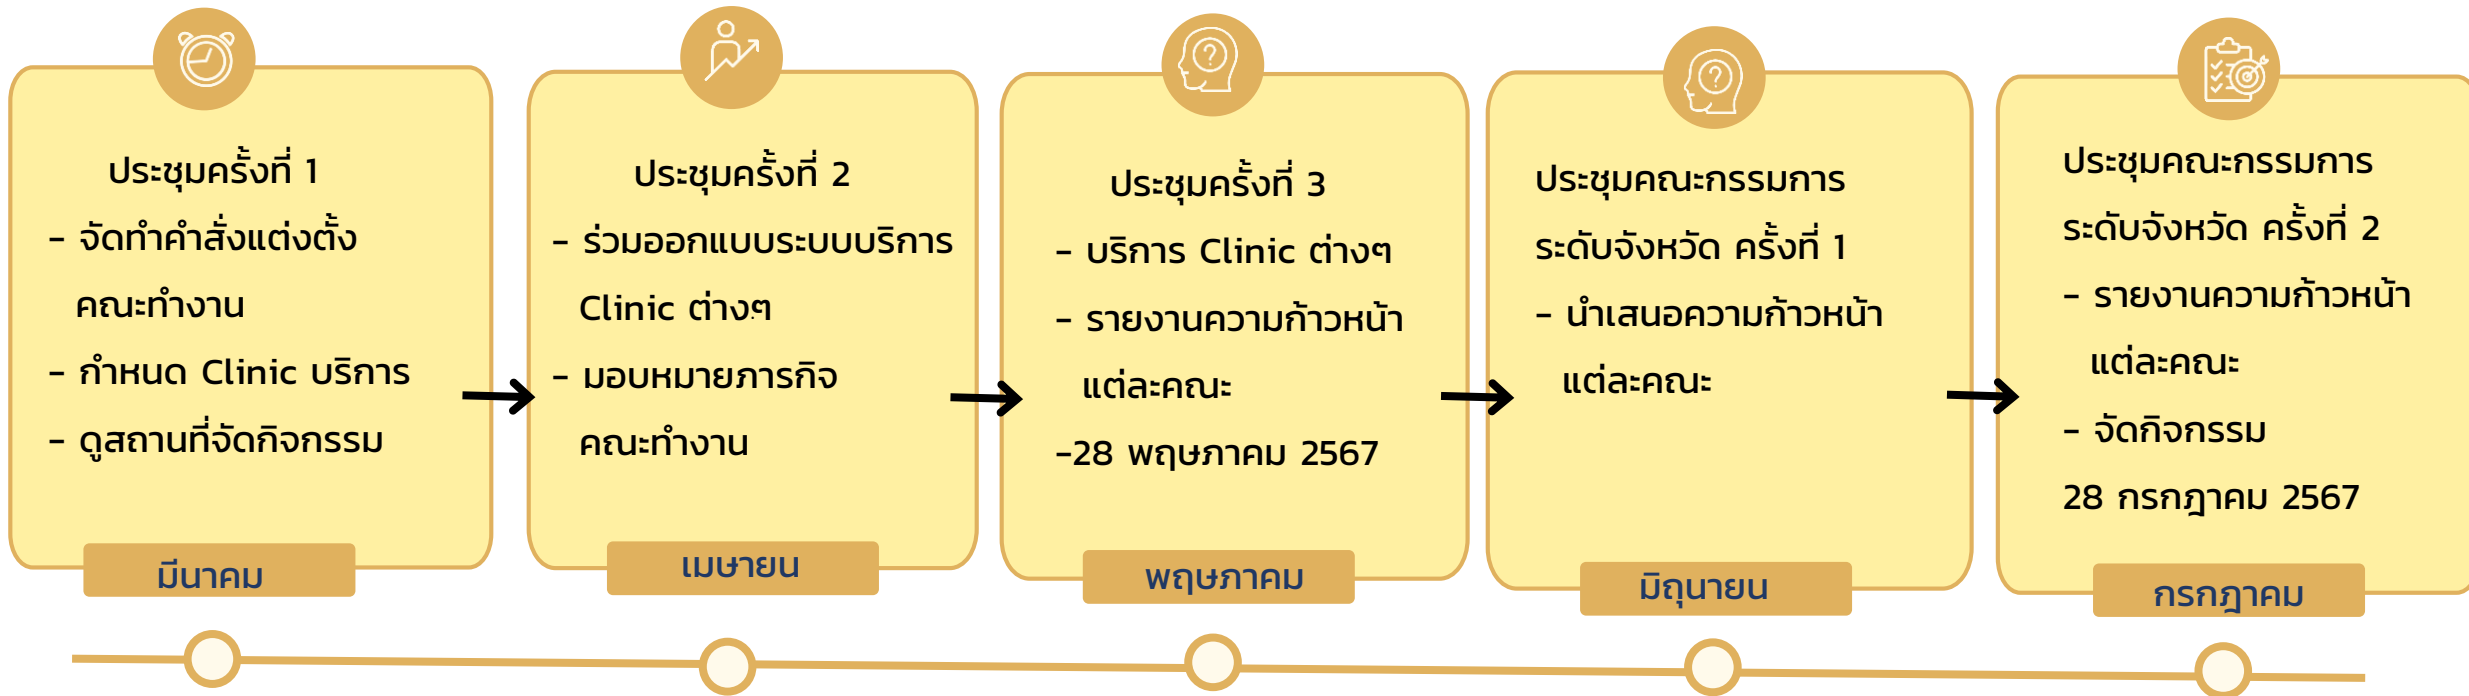 ประชุมครั้งที่ 1
- จัดทำคำสั่งแต่งตั้ง
คณะทำงาน
- กำหนด Clinic บริการ
- ดูสถานที่จัดกิจกรรม
มีนาคม
ประชุมครั้งที่ 2
- ร่วมออกแบบระบบบริการ
Clinic ต่างๆ
- มอบหมายภารกิจ
คณะทำงาน
เมษายน
ประชุมครั้งที่ 3
- บริการ Clinic ต่างๆ
- รายงานความก้าวหน้า
แต่ละคณะ
-28 พฤษภาคม 2567
พฤษภาคม
ประชุมคณะกรรมการ
ระดับจังหวัด ครั้งที่ 1
- นำเสนอความก้าวหน้า
แต่ละคณะ
มิถุนายน
ประชุมคณะกรรมการ
ระดับจังหวัด ครั้งที่ 2
- รายงานความก้าวหน้า
แต่ละคณะ
- จัดกิจกรรม
28 กรกฎาคม 2567
กรกฎาคม